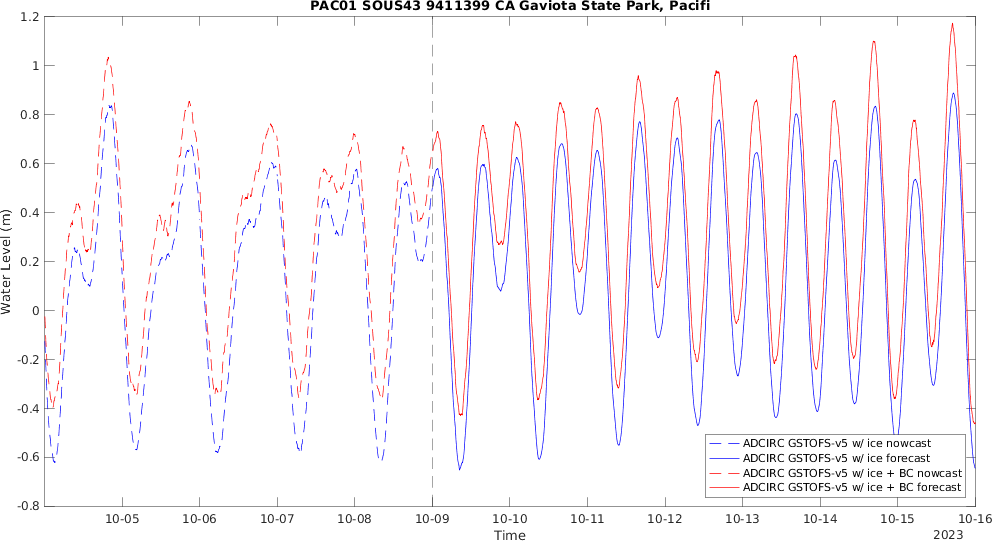 PAC01 SOUS43 9411399 CA Gaviota State Park, Pacifi
Water Level (m)
1.2
1
0.8
0.6
0.4
0.2
0
-0.2
-0.4
-0.6
-0.8
ADCIRC GSTOFS-v5 w/ ice nowcast
ADCIRC GSTOFS-v5 w/ ice forecast
ADCIRC GSTOFS-v5 w/ ice + BC nowcast
ADCIRC GSTOFS-v5 w/ ice + BC forecast
10-05 10-06 10-07 10-08 10-09 10-10 10-11 10-12 10-13 10-14 10-15 10-16
Time
2023